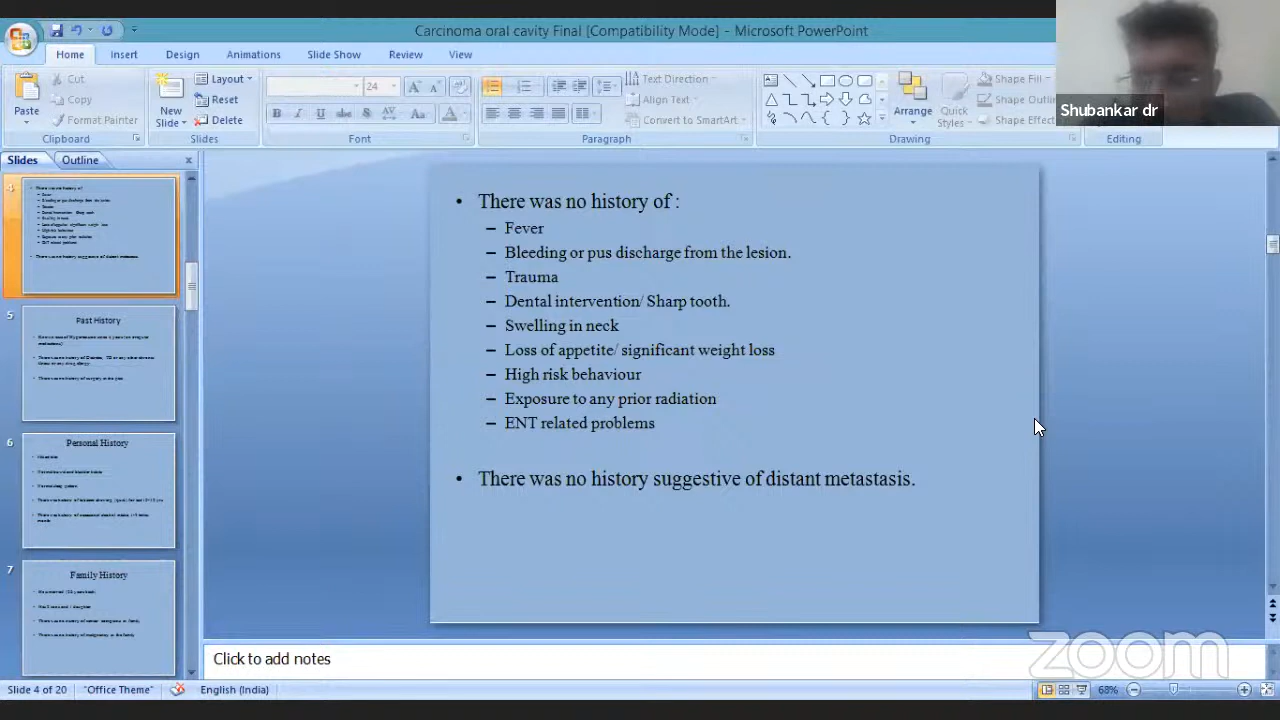 Carcinoma oral cavity Final [Compatibility Mode] - Microsoft PowerPoint
Home Insert Design Animations Slide Show Review View
Paste
Cut
Copy
Format Painter
Clipboard
New Slide
Layout
Reset
Delete
Slides
24
Font
Paragraph
Text Direction
Align Text
Convert to SmartArt
Arrange
Quick Styles
Shape Fill
Shape Outline
Shape Effect
Drawing
Editing
Shubankar dr
Slides Outline
4
5
Past History
6
Personal History
7
Family History
• There was no history of :
– Fever
– Bleeding or pus discharge from the lesion.
– Trauma
– Dental intervention/ Sharp tooth.
– Swelling in neck
– Loss of appetite/ significant weight loss
– High risk behaviour
– Exposure to any prior radiation
– ENT related problems
• There was no history suggestive of distant metastasis.
Click to add notes
zoom
Slide 4 of 20 "Office Theme" English (India) 68%